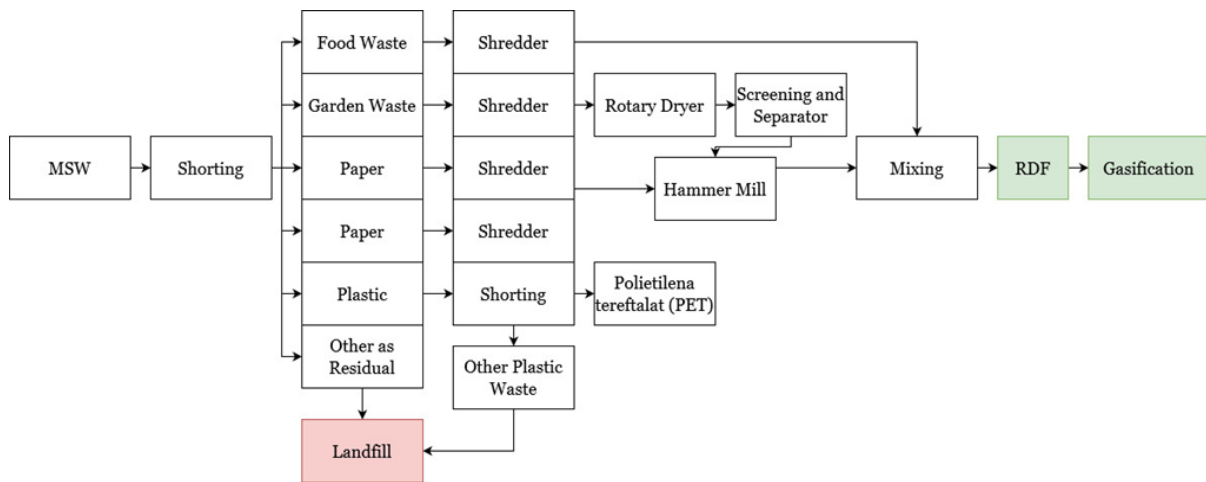 Food Waste
Shredder
Garden Waste
Shredder
Rotary Dryer
Screening and
Separator
MSW
Shorting
Paper
Shredder
Hammer Mill
Mixing
RDF
Gasification
Paper
Shredder
Plastic
Shorting
Polietilena
tereftalat (PET)
Other as
Residual
Other Plastic
Waste
Landfill